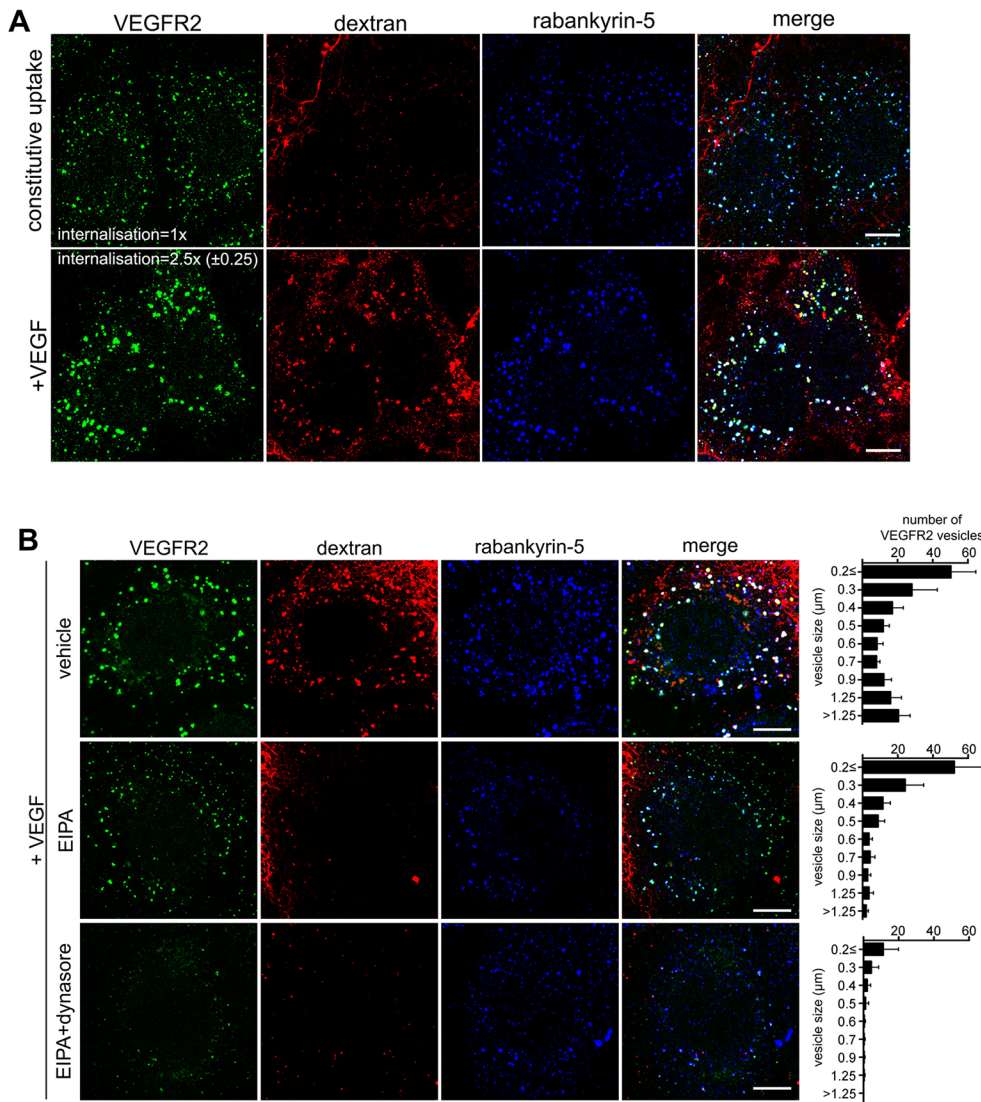 A
VEGFR2 dextran rabankyrin-5 merge
constitutive uptake
internalisation=1x
internalisation=2.5x (±0.25)
+VEGF
B
VEGFR2 dextran rabankyrin-5 merge
number of
VEGFR2 vesicles
20 40 60
+ VEGF
vehicle
vesicle size (µm)
0.2≤
0.3
0.4
0.5
0.6
0.7
0.9
1.25
>1.25
EIPA
20 40 60
vesicle size (µm)
0.2≤
0.3
0.4
0.5
0.6
0.7
0.9
1.25
>1.25
EIPA+dynasore
20 40 60
vesicle size (µm)
0.2≤
0.3
0.4
0.5
0.6
0.7
0.9
1.25
>1.25